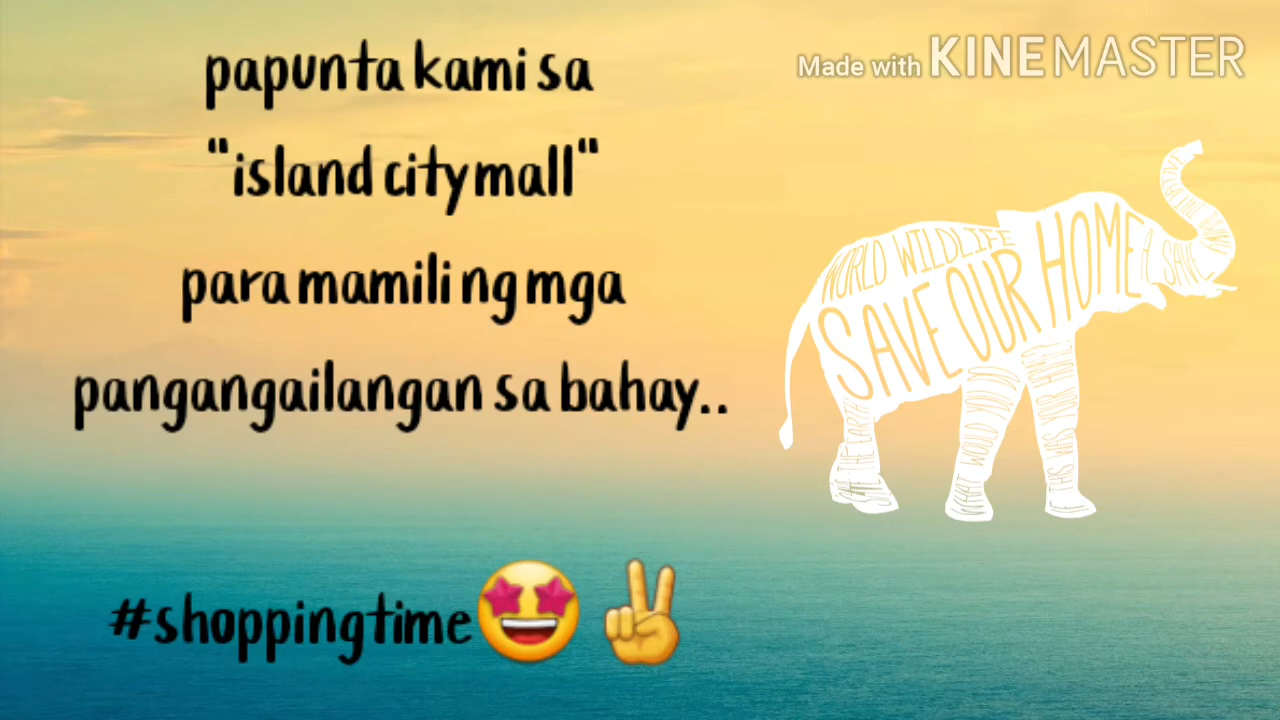 papunta kami sa
"island city mall"
para mamili ng mga
pangangailangan sa bahay..
#shoppingtime🤩✌
Made with KINEMASTER
WORLD WILDLIFE
SAVE OUR HOME